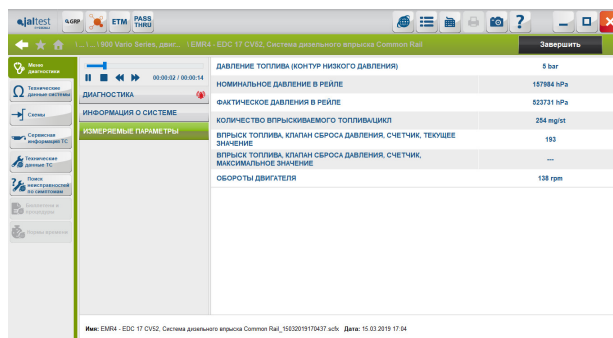 jaltest
GRP
ETM
PASS
THRU
?
900 Vario Series, двиг...
EMR4 - EDC 17 CV52, Система дизельного впрыска Common Rail
Завершить
Меню
диагностики
Технические
данные системы
Схемы
Сервисная
информация ТС
Технические
данные ТС
Поиск
неисправностей
по симптомам
00:00:02 / 00:00:14
ДИАГНОСТИКА
ИНФОРМАЦИЯ О СИСТЕМЕ
ИЗМЕРЯЕМЫЕ ПАРАМЕТРЫ
ДАВЛЕНИЕ ТОПЛИВА (КОНТУР НИЗКОГО ДАВЛЕНИЯ) 5 bar
НОМИНАЛЬНОЕ ДАВЛЕНИЕ В РЕЙЛЕ 157984 hPa
ФАКТИЧЕСКОЕ ДАВЛЕНИЯ В РЕЙЛЕ 523731 hPa
КОЛИЧЕСТВО ВПРЫСКИВАЕМОГО ТОПЛИВА/ЦИКЛ 254 mg/st
ВПРЫСК ТОПЛИВА, КЛАПАН СБРОСА ДАВЛЕНИЯ, СЧЕТЧИК, ТЕКУЩЕЕ
ЗНАЧЕНИЕ 193
ВПРЫСК ТОПЛИВА, КЛАПАН СБРОСА ДАВЛЕНИЯ, СЧЕТЧИК,
МАКСИМАЛЬНОЕ ЗНАЧЕНИЕ ---
ОБОРОТЫ ДВИГАТЕЛЯ 138 rpm
Имя: EMR4 - EDC 17 CV52, Система дизельного впрыска Common Rail_15032019170437.scfx Дата: 15.03.2019 17:04